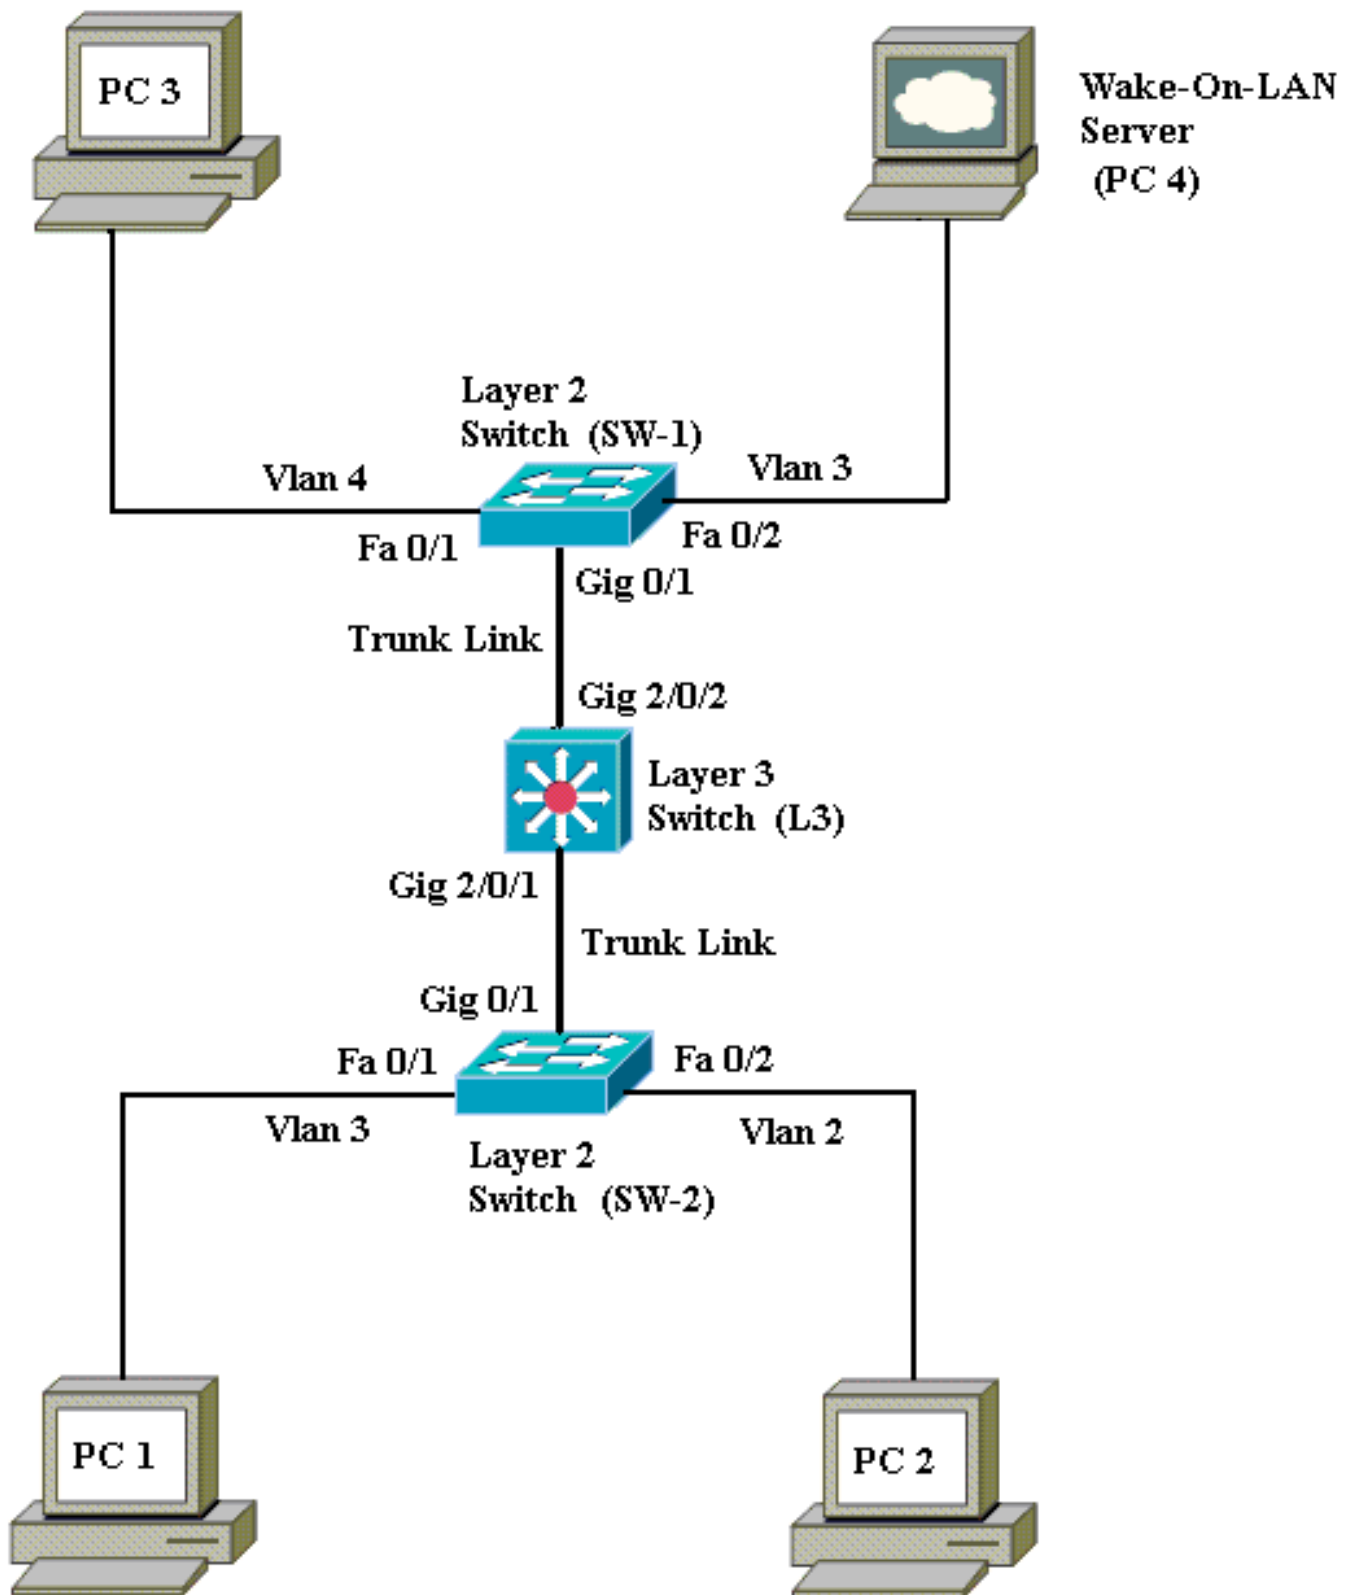 PC 3
Wake-On-LAN
Server
(PC 4)
Layer 2
Switch (SW-1)
Vlan 4
Vlan 3
Fa 0/1
Fa 0/2
Gig 0/1
Trunk Link
Gig 2/0/2
Layer 3
Switch (L3)
Gig 2/0/1
Trunk Link
Gig 0/1
Fa 0/1
Fa 0/2
Vlan 3
Vlan 2
Layer 2
Switch (SW-2)
PC 1
PC 2